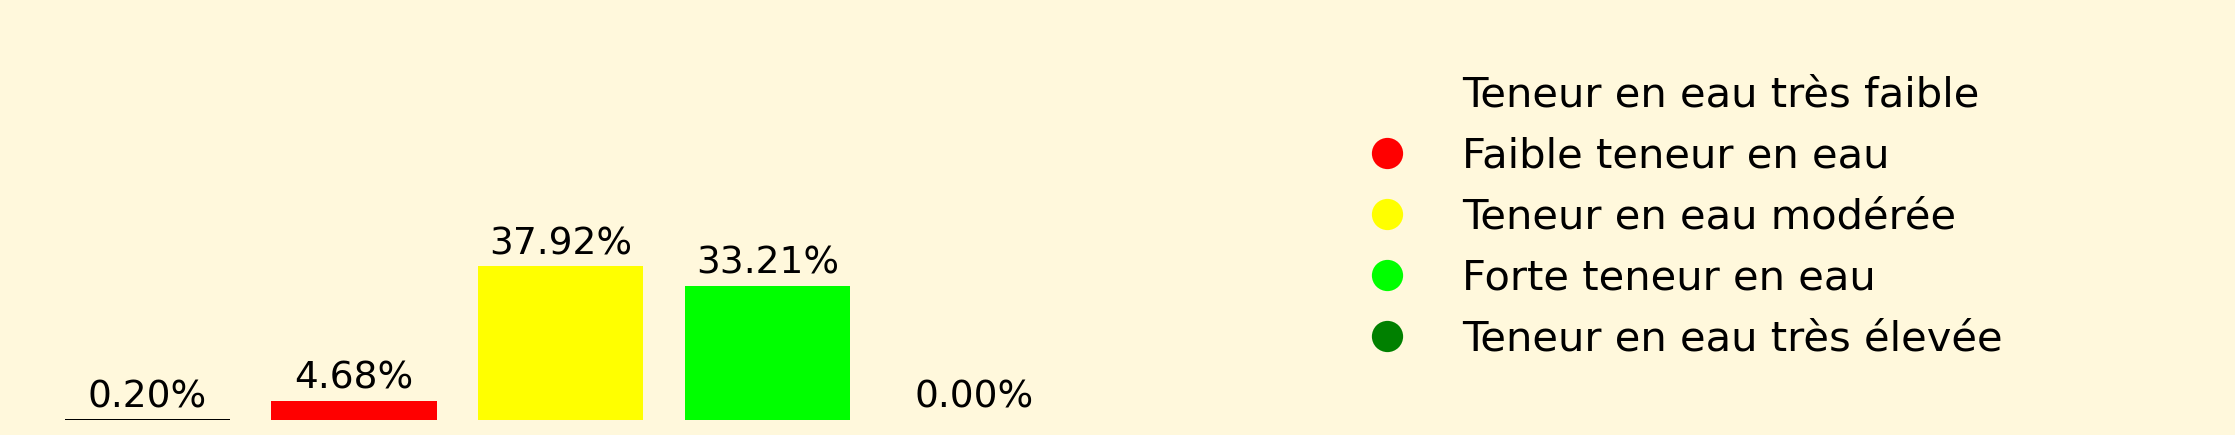 0.20%
4.68%
37.92%
33.21%
0.00%
Teneur en eau très faible
Faible teneur en eau
Teneur en eau modérée
Forte teneur en eau
Teneur en eau très élevée